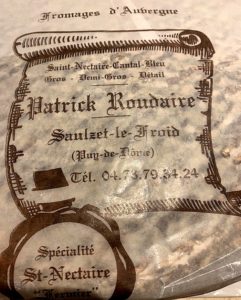 Fromages d'Auvergne
Saint-Nectaire-Cantal-Bleu
Gros - Demi-Gros - Détail
Patrick Roudaire
Saulzet-le-Froid
(Puy-de-Dôme)
Tél. 04.73.79.34.24
Spécialité
St-Nectaire
"Fermier"